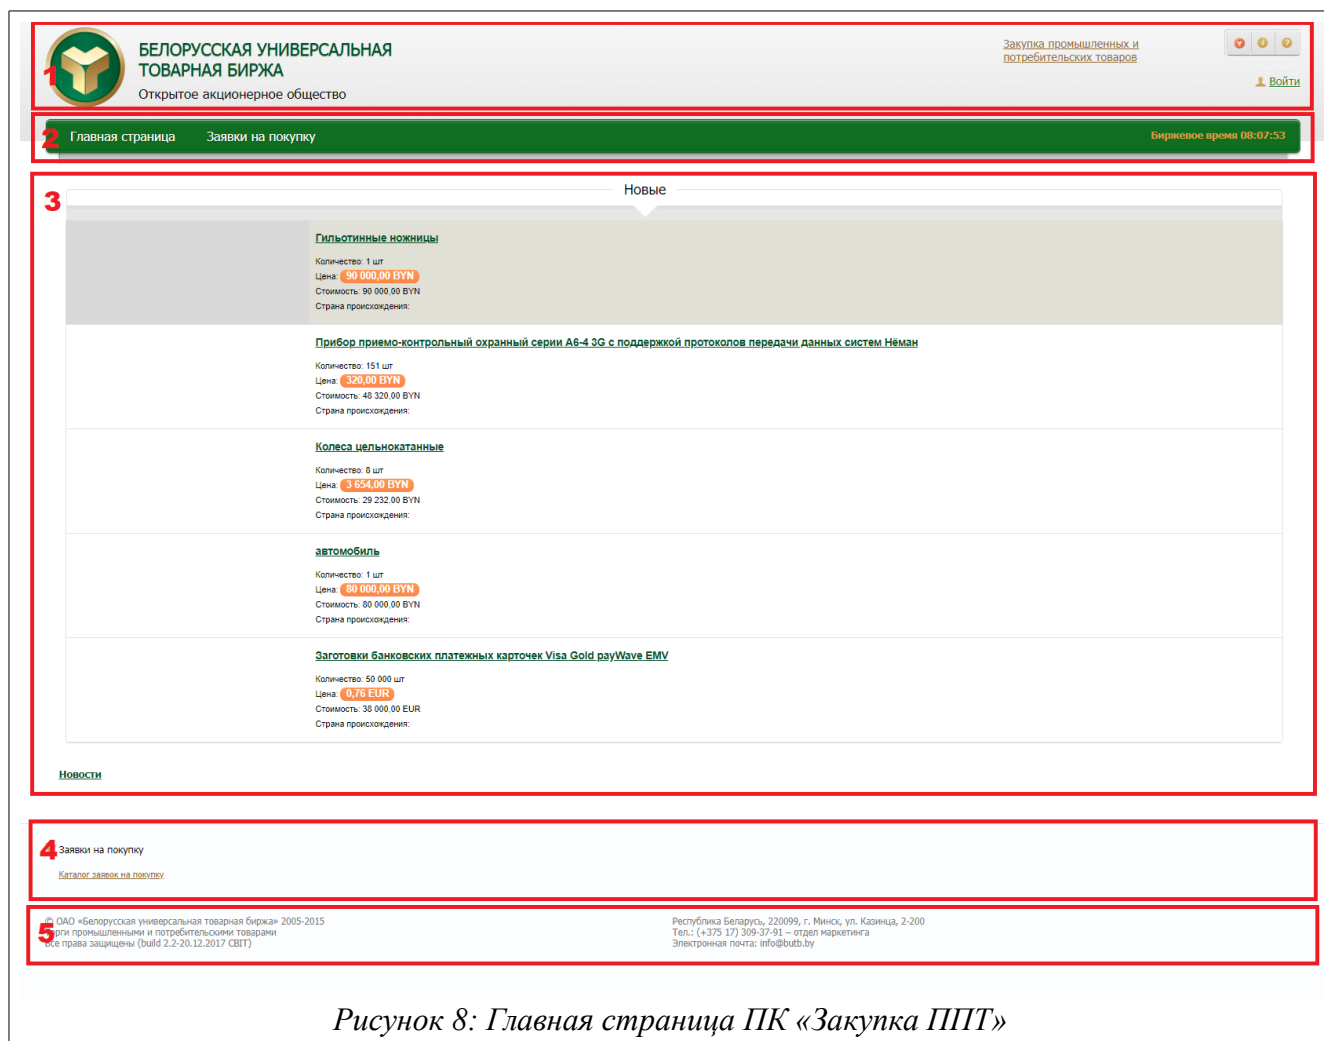 БЕЛОРУССКАЯ УНИВЕРСАЛЬНАЯ
ТОВАРНАЯ БИРЖА
Открытое акционерное общество
Закупка промышленных и
потребительских товаров
Войти
1
2
Главная страница
Заявки на покупку
Биржевое время 08:07:53
3
Новые
Гильотинные ножницы
Количество: 1 шт
Цена: 90 000,00 BYN
Стоимость: 90 000,00 BYN
Страна происхождения:
Прибор приемо-контрольный охранный серии А6-4 3G с поддержкой протоколов передачи данных систем Нёман
Количество: 151 шт
Цена: 320,00 BYN
Стоимость: 48 320,00 BYN
Страна происхождения:
Колеса цельнокатанные
Количество: 8 шт
Цена: 3 654,00 BYN
Стоимость: 29 232,00 BYN
Страна происхождения:
автомобиль
Количество: 1 шт
Цена: 80 000,00 BYN
Стоимость: 80 000,00 BYN
Страна происхождения:
Заготовки банковских платежных карточек Visa Gold payWave EMV
Количество: 50 000 шт
Цена: 0,76 EUR
Стоимость: 38 000,00 EUR
Страна происхождения:
Новости
4
Заявки на покупку
Каталог заявок на покупку
5
© ОАО «Белорусская универсальная товарная биржа» 2005-2015
Торги промышленными и потребительскими товарами
Все права защищены (build 2.2-20.12.2017 СВІТ)
Республика Беларусь, 220099, г. Минск, ул. Казинца, 2-200
Тел.: (+375 17) 309-37-91 – отдел маркетинга
Электронная почта: info@butb.by
Рисунок 8: Главная страница ПК «Закупка ППТ»